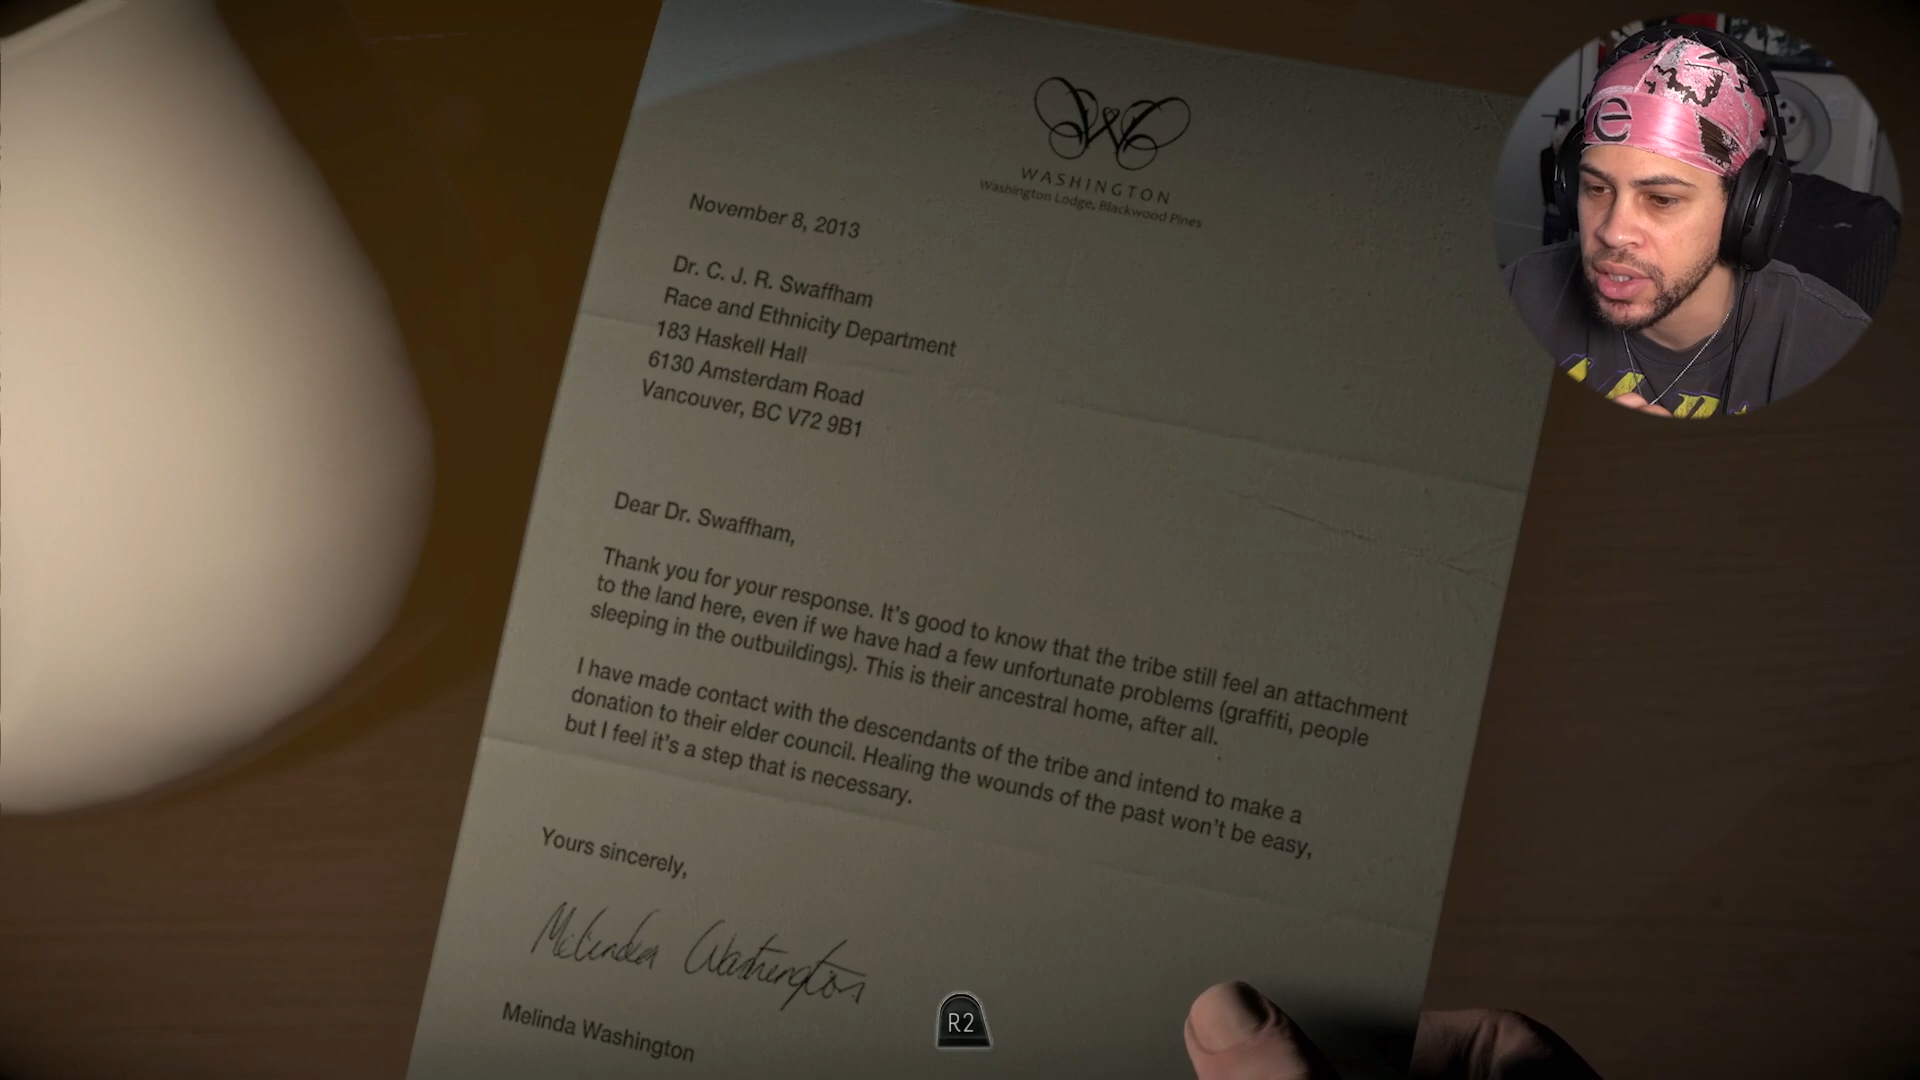 W
WASHINGTON
Washington Lodge, Blackwood Pines
November 8, 2013
Dr. C. J. R. Swaffham
Race and Ethnicity Department
183 Haskell Hall
6130 Amsterdam Road
Vancouver, BC V72 9B1
Dear Dr. Swaffham,
Thank you for your response. It's good to know that the tribe still feel an attachment
to the land here, even if we have had a few unfortunate problems (graffiti, people
sleeping in the outbuildings). This is their ancestral home, after all.
I have made contact with the descendants of the tribe and intend to make a
donation to their elder council. Healing the wounds of the past won't be easy,
but I feel it's a step that is necessary.
Yours sincerely,
Melinda Washington
Melinda Washington
R2
e